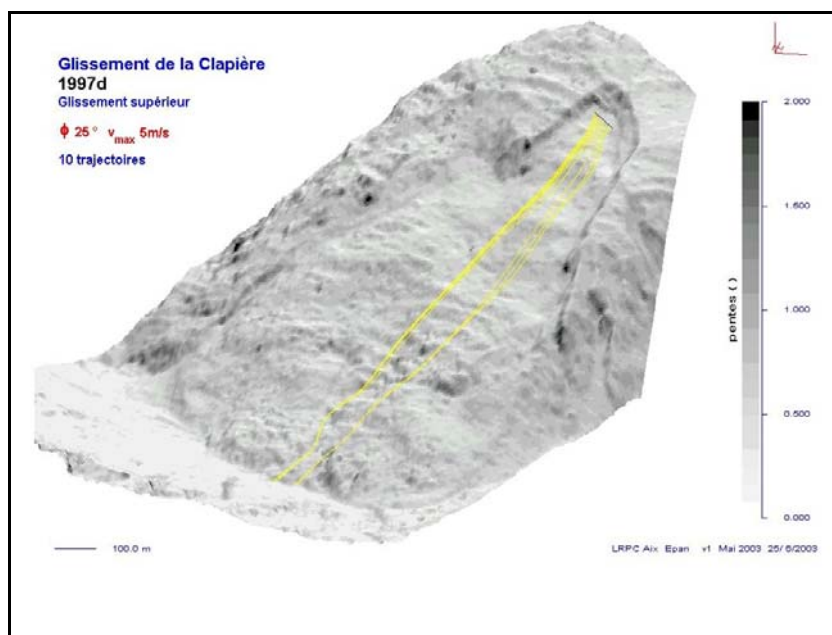 Glissement de la Clapière
1997d
Glissement supérieur
ϕ 25° vmax 5m/s
10 trajectoires
2.000
1.500
1.000
0.500
0.000
pentes ( )
100.0 m
LRPC Aix Epan v1 Mai 2003 25/ 6/2003